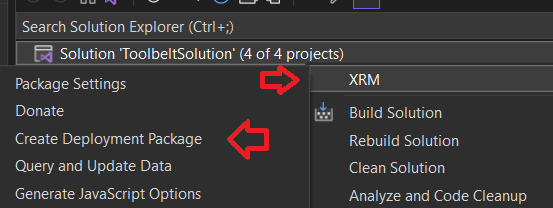 Search Solution Explorer (Ctrl+;)
Solution 'ToolbeltSolution' (4 of 4 projects)
Package Settings
Donate
Create Deployment Package
Query and Update Data
Generate JavaScript Options
XRM
Build Solution
Rebuild Solution
Clean Solution
Analyze and Code Cleanup